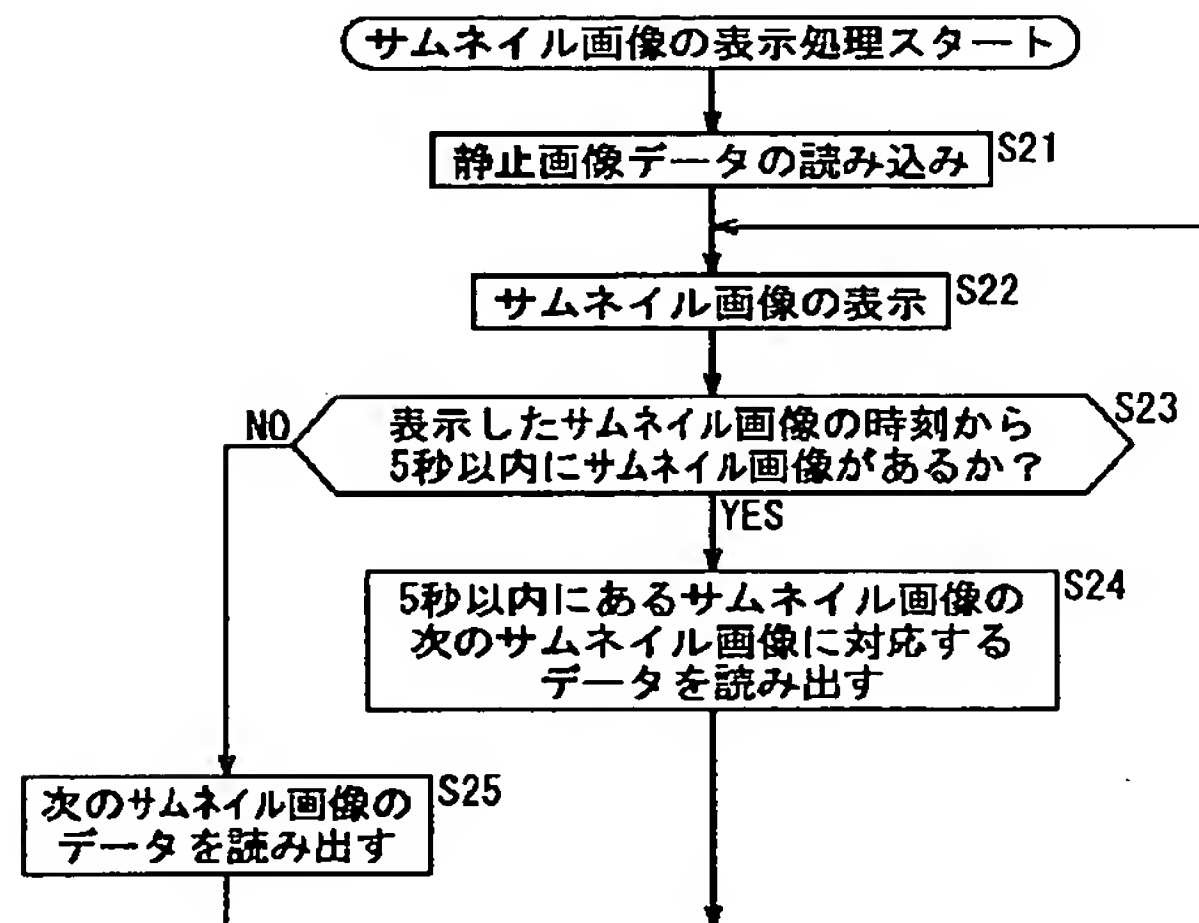 サムネイル画像の表示処理スタート
静止画像データの読み込み
S21
サムネイル画像の表示
S22
表示したサムネイル画像の時刻から
5秒以内にサムネイル画像があるか?
S23
NO
YES
5秒以内にあるサムネイル画像の
次のサムネイル画像に対応する
データを読み出す
S24
次のサムネイル画像の
データを読み出す
S25